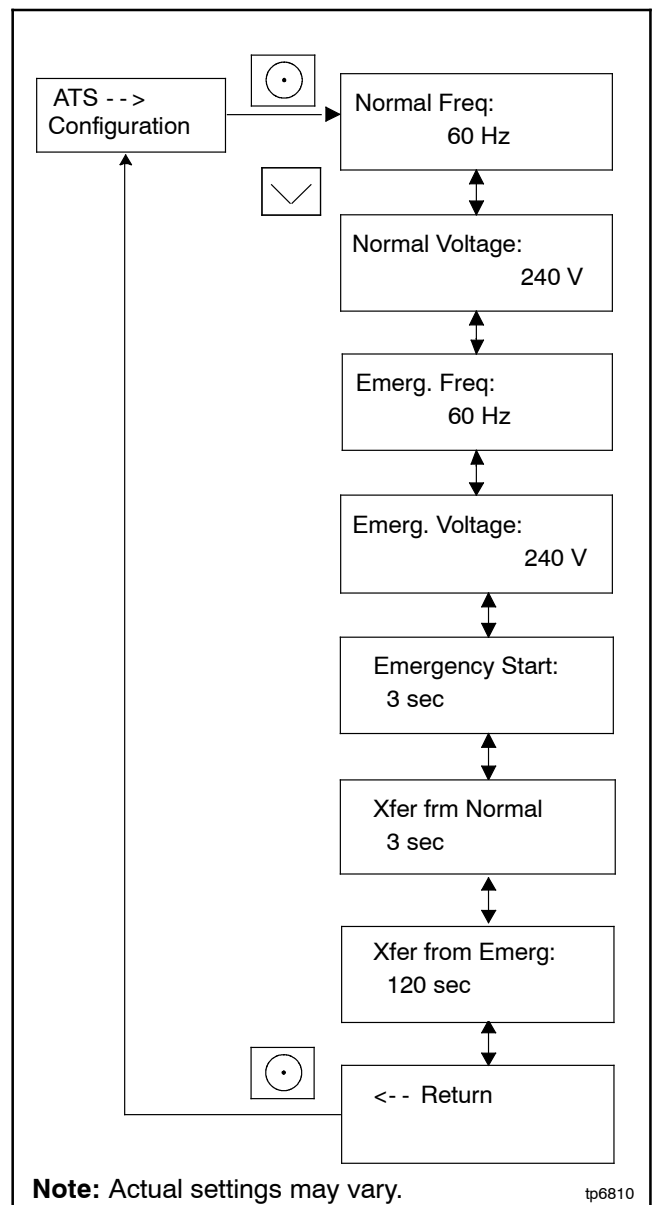 ATS - - >
Configuration
Normal Freq:
60 Hz
Normal Voltage:
240 V
Emerg. Freq:
60 Hz
Emerg. Voltage:
240 V
Emergency Start:
3 sec
Xfer frm Normal
3 sec
Xfer from Emerg:
120 sec
<- - Return
Note: Actual settings may vary.
tp6810